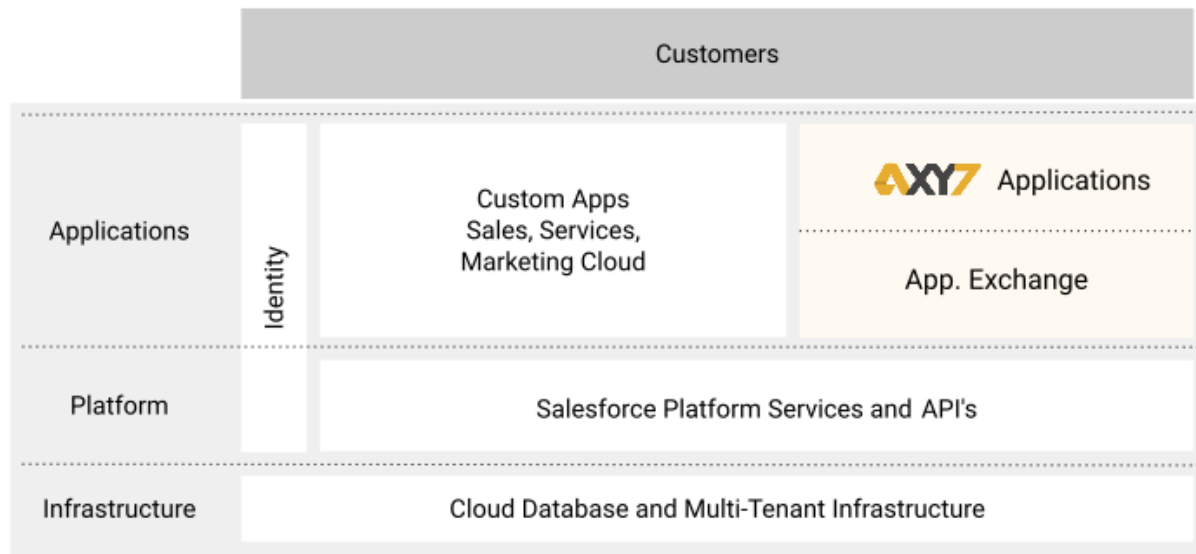 Customers
Applications
Identity
Custom Apps
Sales, Services,
Marketing Cloud
AXY7 Applications
App. Exchange
Platform
Salesforce Platform Services and API's
Infrastructure
Cloud Database and Multi-Tenant Infrastructure